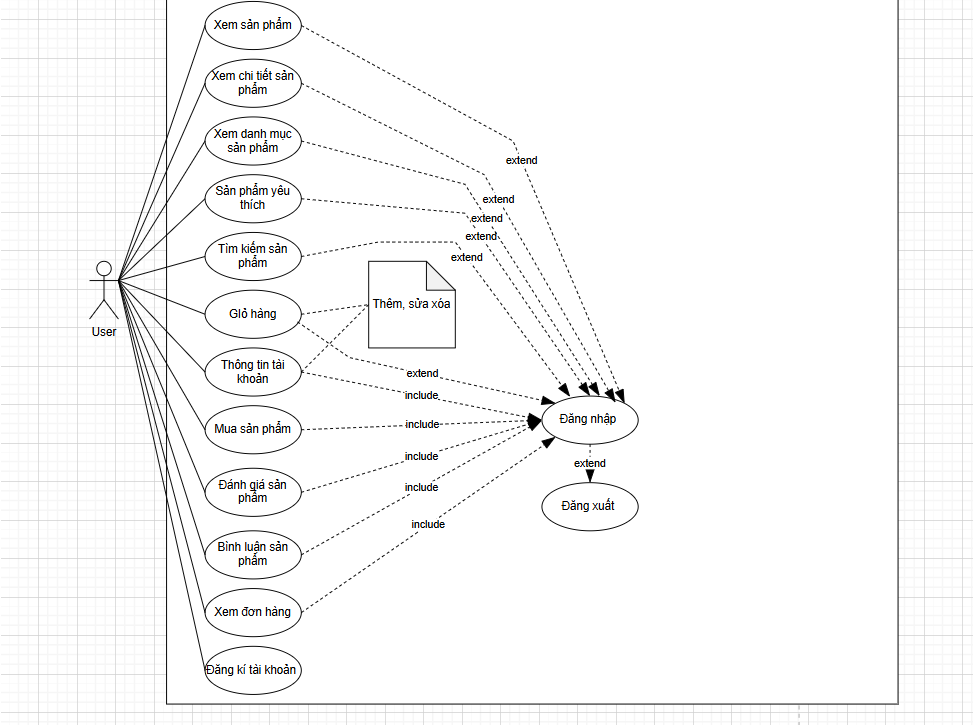 Xem sản phẩm
Xem chi tiết sản
phẩm
Xem danh mục
sản phẩm
Sản phẩm yêu
thích
Tìm kiếm sản
phẩm
Giỏ hàng
Thông tin tài
khoản
Mua sản phẩm
Đánh giá sản
phẩm
Bình luận sản
phẩm
Xem đơn hàng
Đăng kí tài khoản
User
Thêm, sửa xóa
extend
extend
extend
extend
extend
extend
include
include
include
include
include
Đăng nhập
extend
Đăng xuất